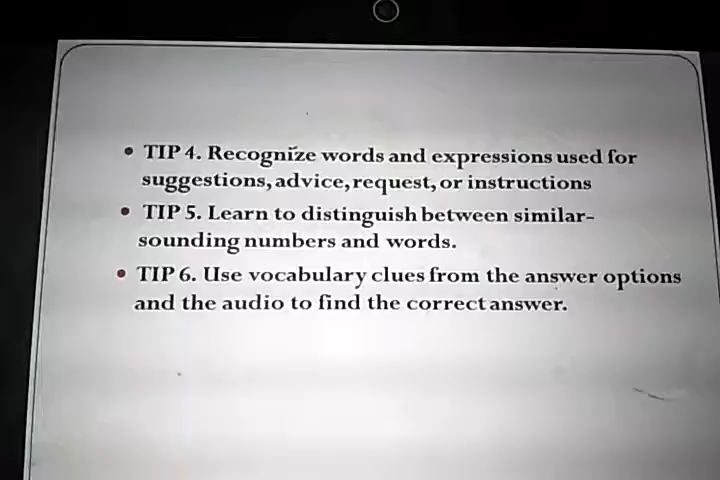 • TIP 4. Recognize words and expressions used for
suggestions, advice, request, or instructions
• TIP 5. Learn to distinguish between similar-
sounding numbers and words.
• TIP 6. Use vocabulary clues from the answer options
and the audio to find the correct answer.